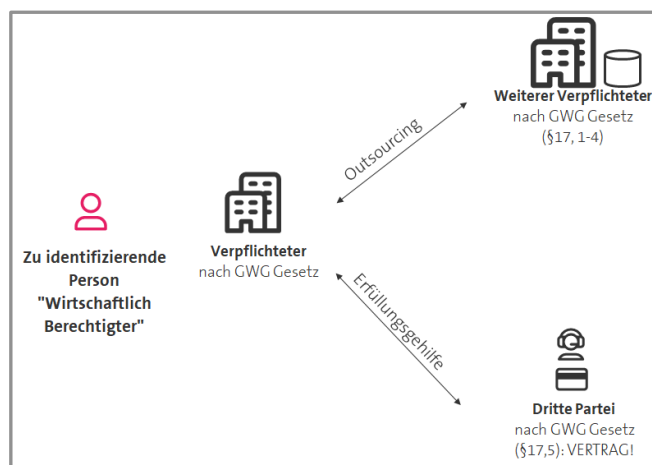 Weiterer Verpflichteter
nach GWG Gesetz
(§17, 1-4)
Outsourcing
Verpflichteter
nach GWG Gesetz
Zu identifizierende
Person
"Wirtschaftlich
Berechtigter"
Erfüllungsgehilfe
Dritte Partei
nach GWG Gesetz
(§17,5): VERTRAG!